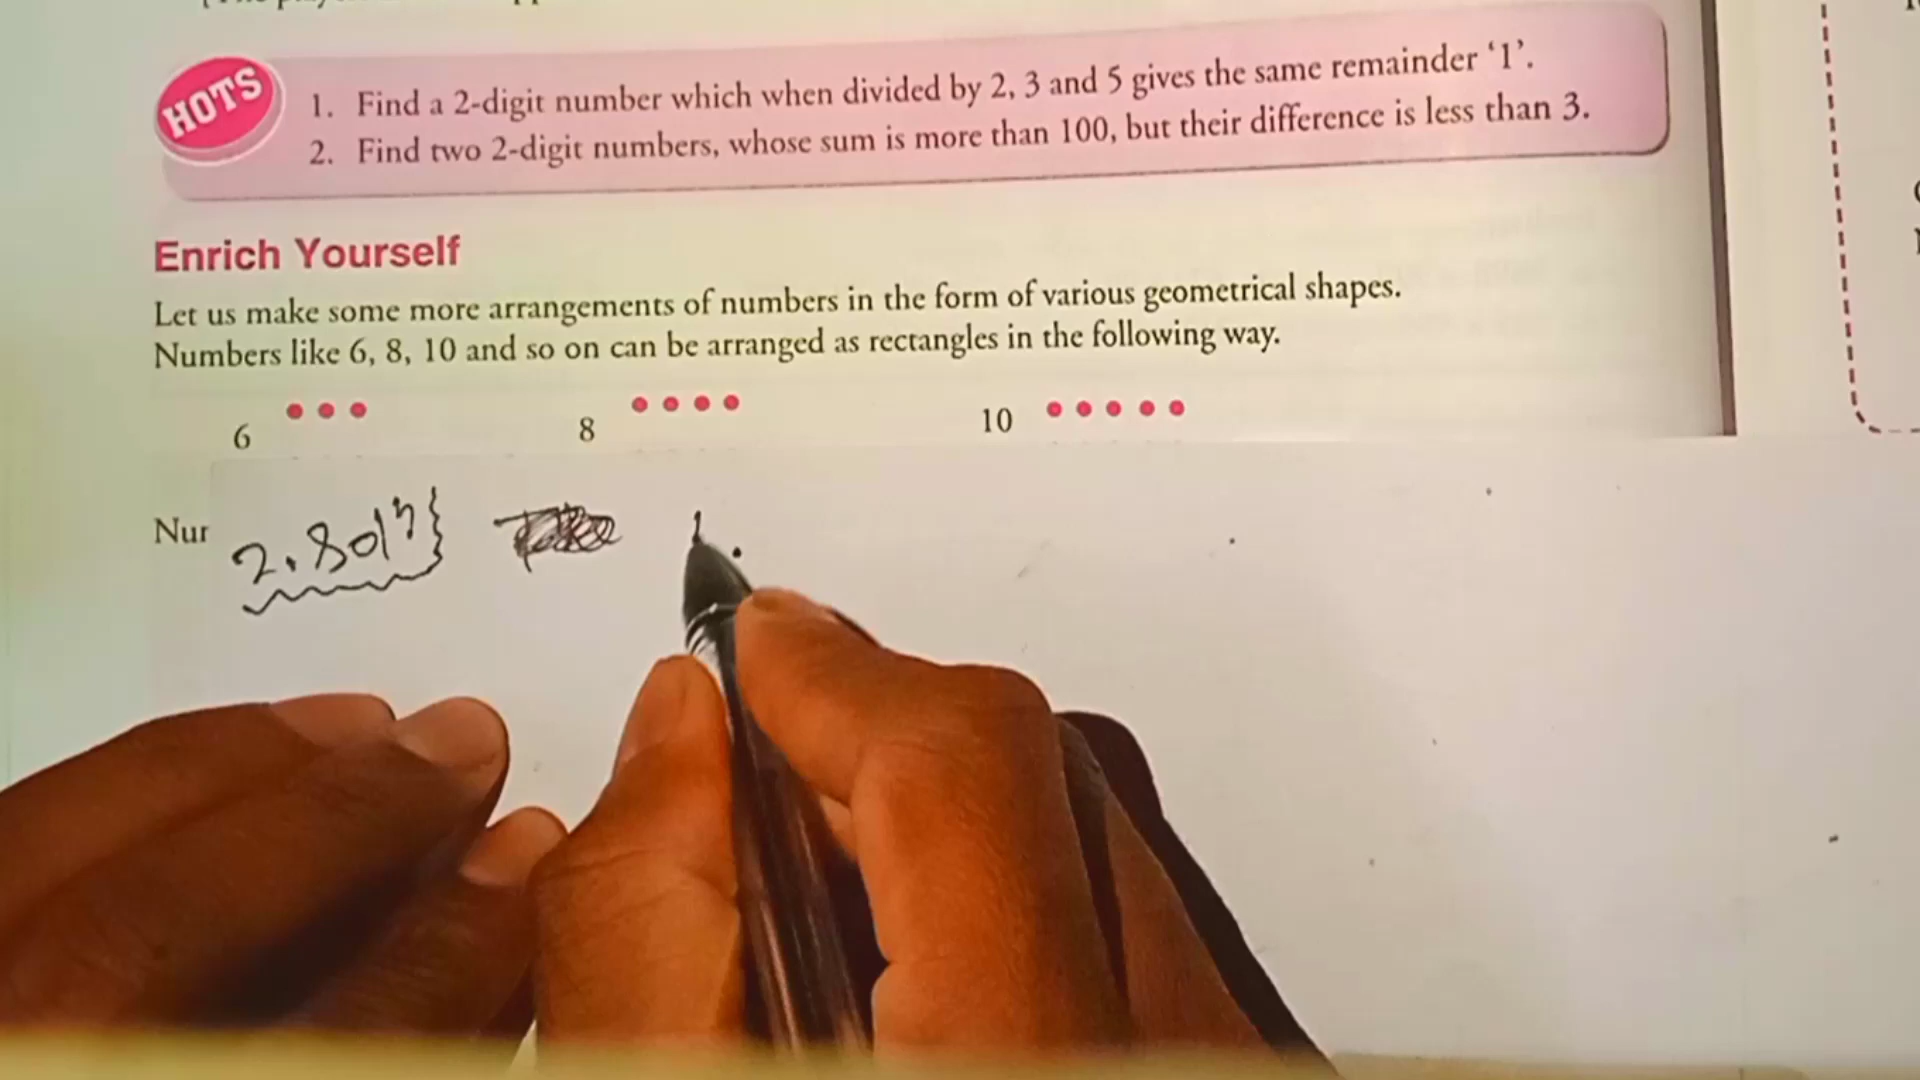 HOTS
1. Find a 2-digit number which when divided by 2, 3 and 5 gives the same remainder ‘1’.
2. Find two 2-digit numbers, whose sum is more than 100, but their difference is less than 3.
Enrich Yourself
Let us make some more arrangements of numbers in the form of various geometrical shapes.
Numbers like 6, 8, 10 and so on can be arranged as rectangles in the following way.
6 8 10
Nur
2. Solⁿ}